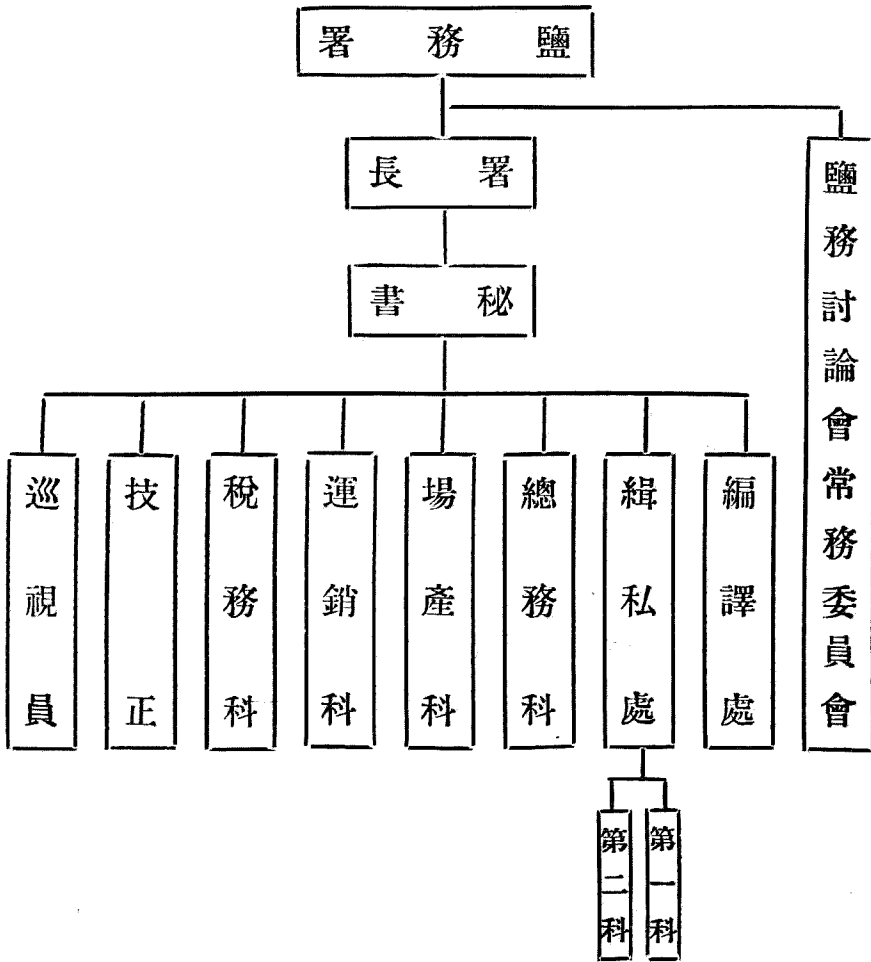 鹽務署
署長
秘書
鹽務討論會常務委員會
編譯處
緝私處
總務科
場產科
運銷科
稅務科
技正
巡視員
第一科
第二科